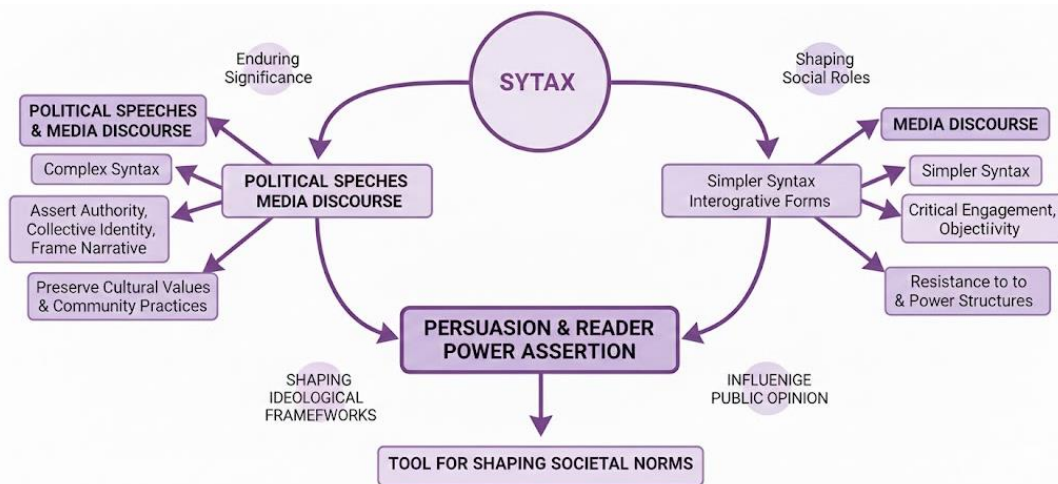 SYTAX
Enduring
Significance
Shaping
Social Roles
POLITICAL SPEECHES
& MEDIA DISCOURSE
Complex Syntax
Assert Authority,
Collective Identity,
Frame Narrative
Preserve Cultural Values
& Community Practices
POLITICAL SPECHES
MEDIA DISCOURSE
Simpler Syntax
Interogrative Forms
MEDIA DISCOURSE
Simpler Syntax
Critical Engagement,
Objectiivity
Resistance to to
& Power Structures
PERSUASION & READER
POWER ASSERTION
SHAPING
IDEOLOGICAL
FRAMEFWORKS
INFLUENIGE
PUBLIC OPINION
TOOL FOR SHAPING SOCIETAL NORMS